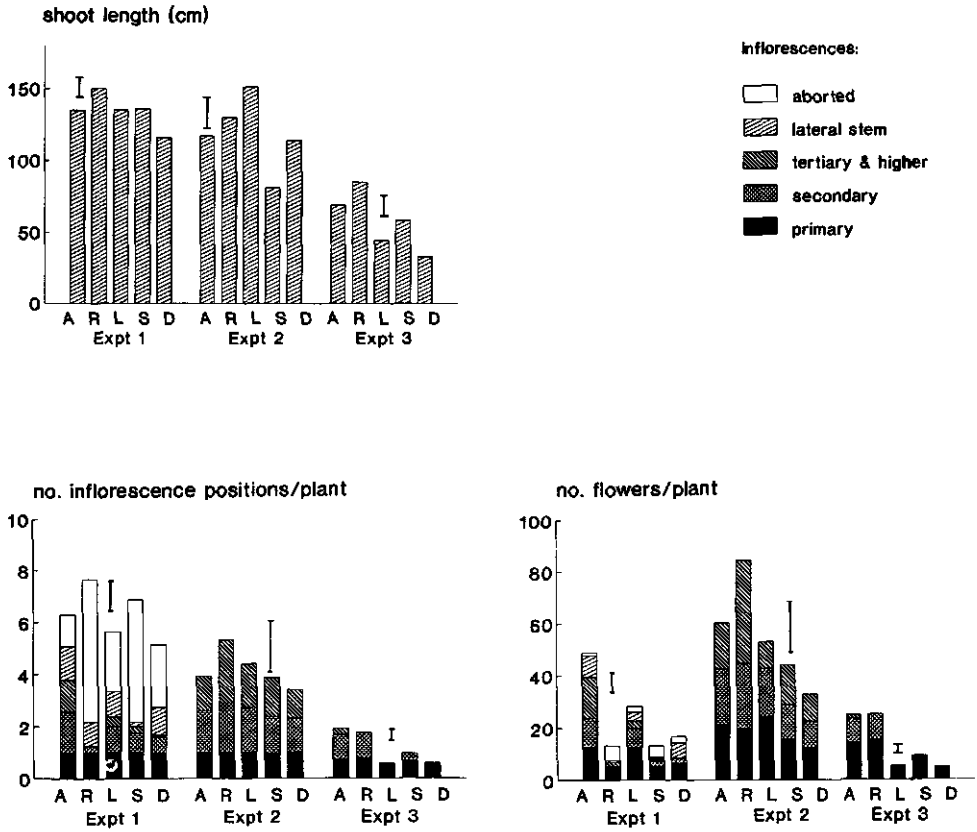 shoot length (cm)
150
100
50
0
A R L S D A R L S D A R L S D
Expt 1 Expt 2 Expt 3
inflorescences:
aborted
lateral stem
tertiary & higher
secondary
primary
no. inflorescence positions/plant
10
8
6
4
2
0
A R L S D A R L S D A R L S D
Expt 1 Expt 2 Expt 3
no. flowers/plant
100
80
60
40
20
0
A R L S D A R L S D A R L S D
Expt 1 Expt 2 Expt 3